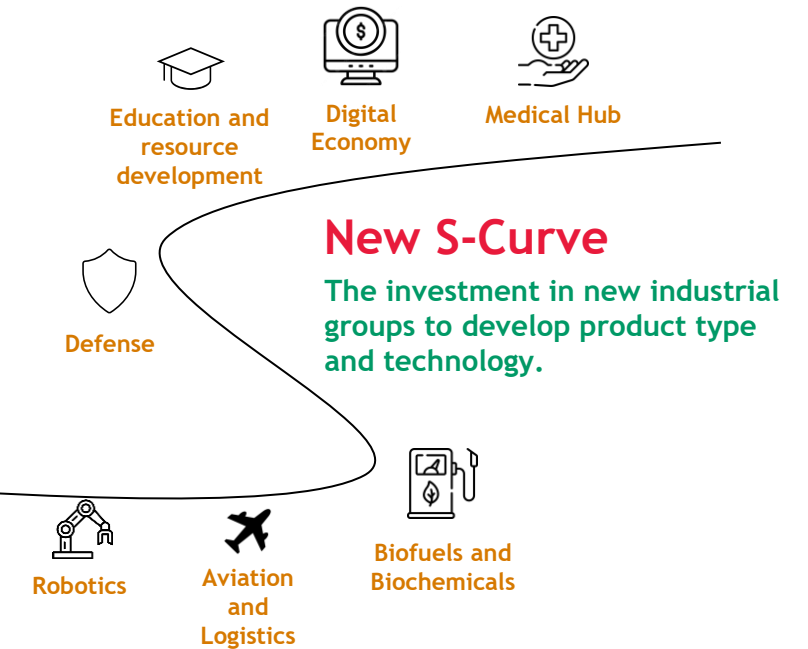 Education and
resource
development
Digital
Economy
Medical Hub
New S-Curve
The investment in new industrial
groups to develop product type
and technology.
Defense
Robotics
Aviation
and
Logistics
Biofuels and
Biochemicals